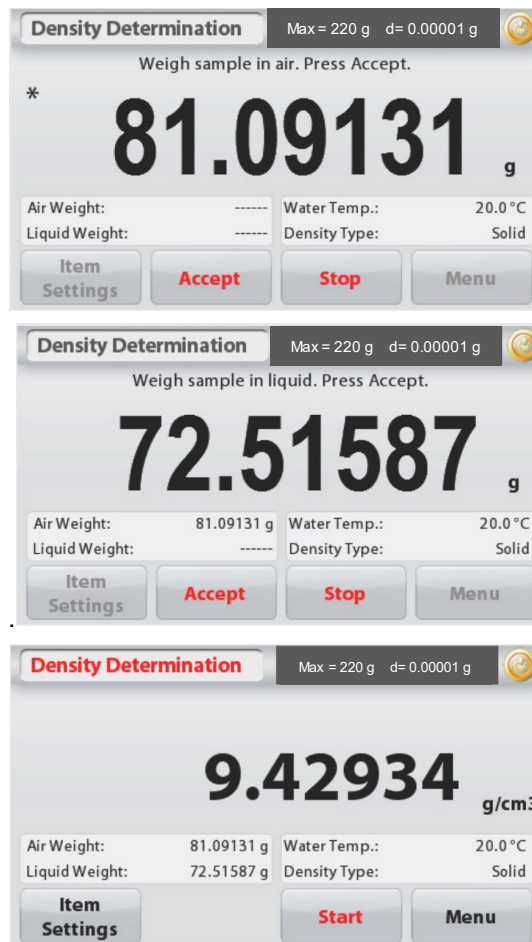 Density Determination Max = 220 g d= 0.00001 g
Weigh sample in air. Press Accept.
*
81.09131 g
Air Weight: ------ Water Temp.: 20.0°C
Liquid Weight: ------ Density Type: Solid
Item Settings Accept Stop Menu
Density Determination Max = 220 g d= 0.00001 g
Weigh sample in liquid. Press Accept.
72.51587 g
Air Weight: 81.09131 g Water Temp.: 20.0°C
Liquid Weight: ------ Density Type: Solid
Item Settings Accept Stop Menu
.
Density Determination Max = 220 g d= 0.00001 g
9.42934 g/cm3
Air Weight: 81.09131 g Water Temp.: 20.0°C
Liquid Weight: 72.51587 g Density Type: Solid
Item Settings Start Menu